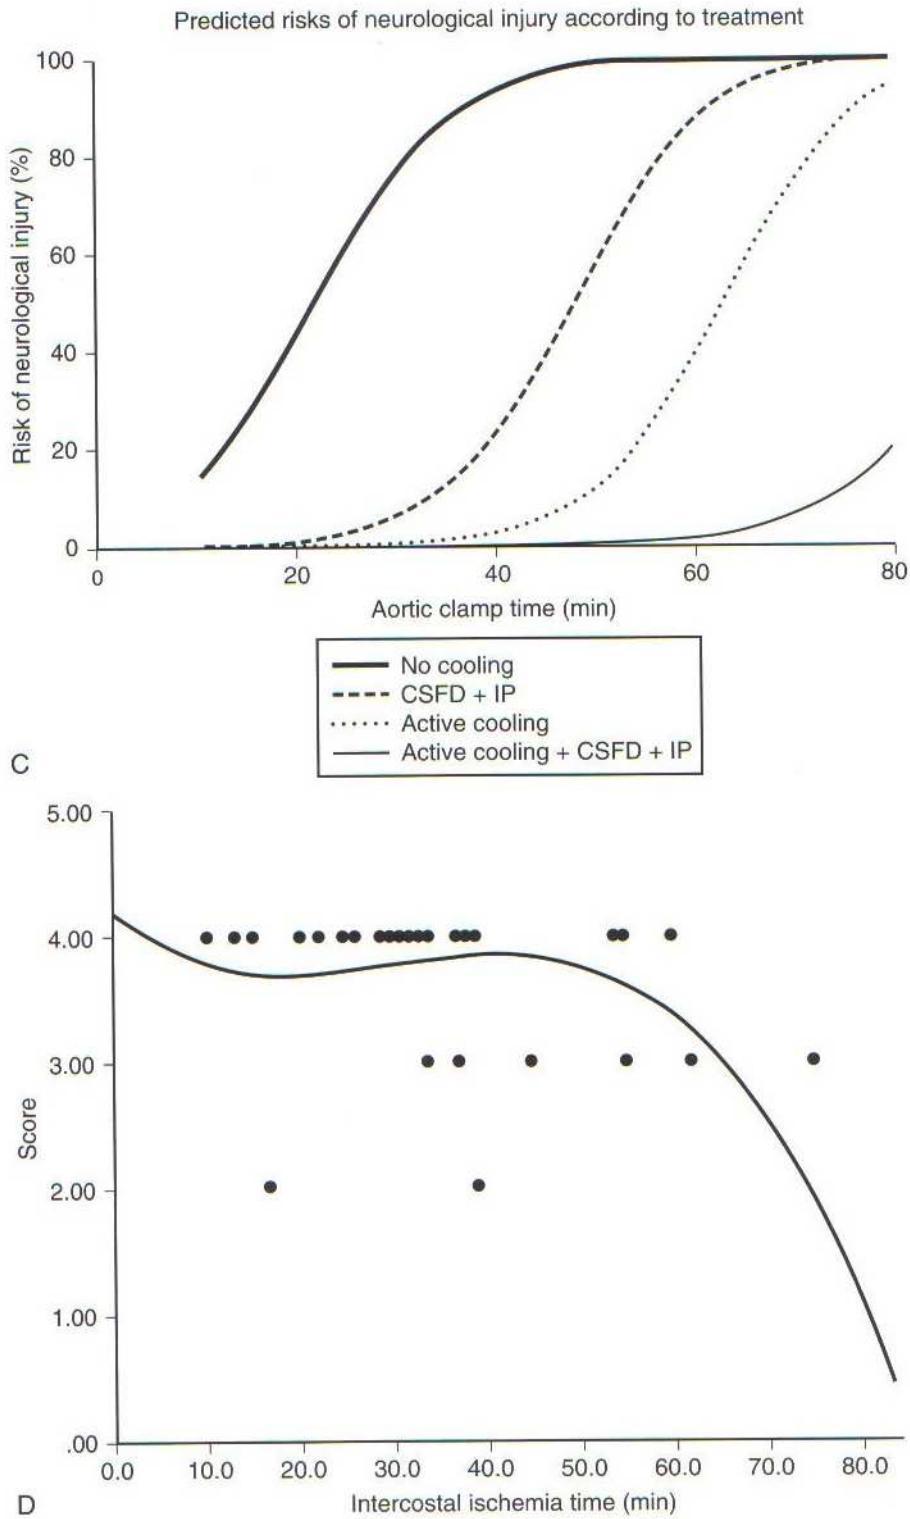 Predicted risks of neurological injury according to treatment
Risk of neurological injury (%)
100
80
60
40
20
0
0 20 40 60 80
Aortic clamp time (min)
No cooling
CSFD + IP
Active cooling
Active cooling + CSFD + IP
C
Score
5.00
4.00
3.00
2.00
1.00
.00
0.0 10.0 20.0 30.0 40.0 50.0 60.0 70.0 80.0
Intercostal ischemia time (min)
D